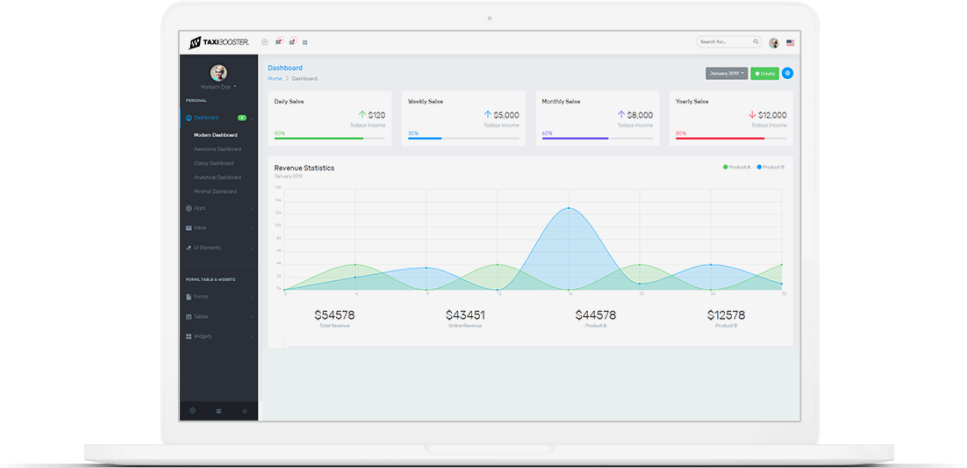 TAXIBOOSTER.
Search for...
Markarn Doe
PERSONAL
Dashboard
Modern Dashboard
Awesome Dashboard
Classy Dashboard
Analytical Dashboard
Minimal Dashboard
Apps
Inbox
UI Elements
FORMS, TABLE & WIDGETS
Forms
Tables
Widgets
Dashboard
Home > Dashboard
January 2019
Create
Daily Sales
$120
Todays Income
80%
Weekly Sales
$5,000
Todays Income
30%
Monthly Sales
$8,000
Todays Income
60%
Yearly Sales
$12,000
Todays Income
80%
Revenue Statistics
January 2019
Product A
Product B
$54578
Total Revenue
$43451
Online Revenue
$44578
Product A
$12578
Product B